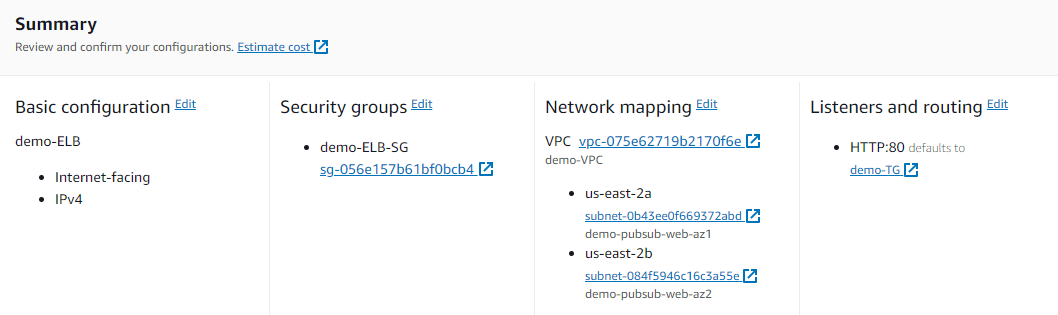 Summary
Review and confirm your configurations. Estimate cost
Basic configuration Edit
demo-ELB
Internet-facing
IPv4
Security groups Edit
demo-ELB-SG
sg-056e157b61bf0bcb4
Network mapping Edit
VPC vpc-075e62719b2170f6e
demo-VPC
us-east-2a
subnet-0b43ee0f669372abd
demo-pubsub-web-az1
us-east-2b
subnet-084f5946c16c3a55e
demo-pubsub-web-az2
Listeners and routing Edit
HTTP:80 defaults to
demo-TG